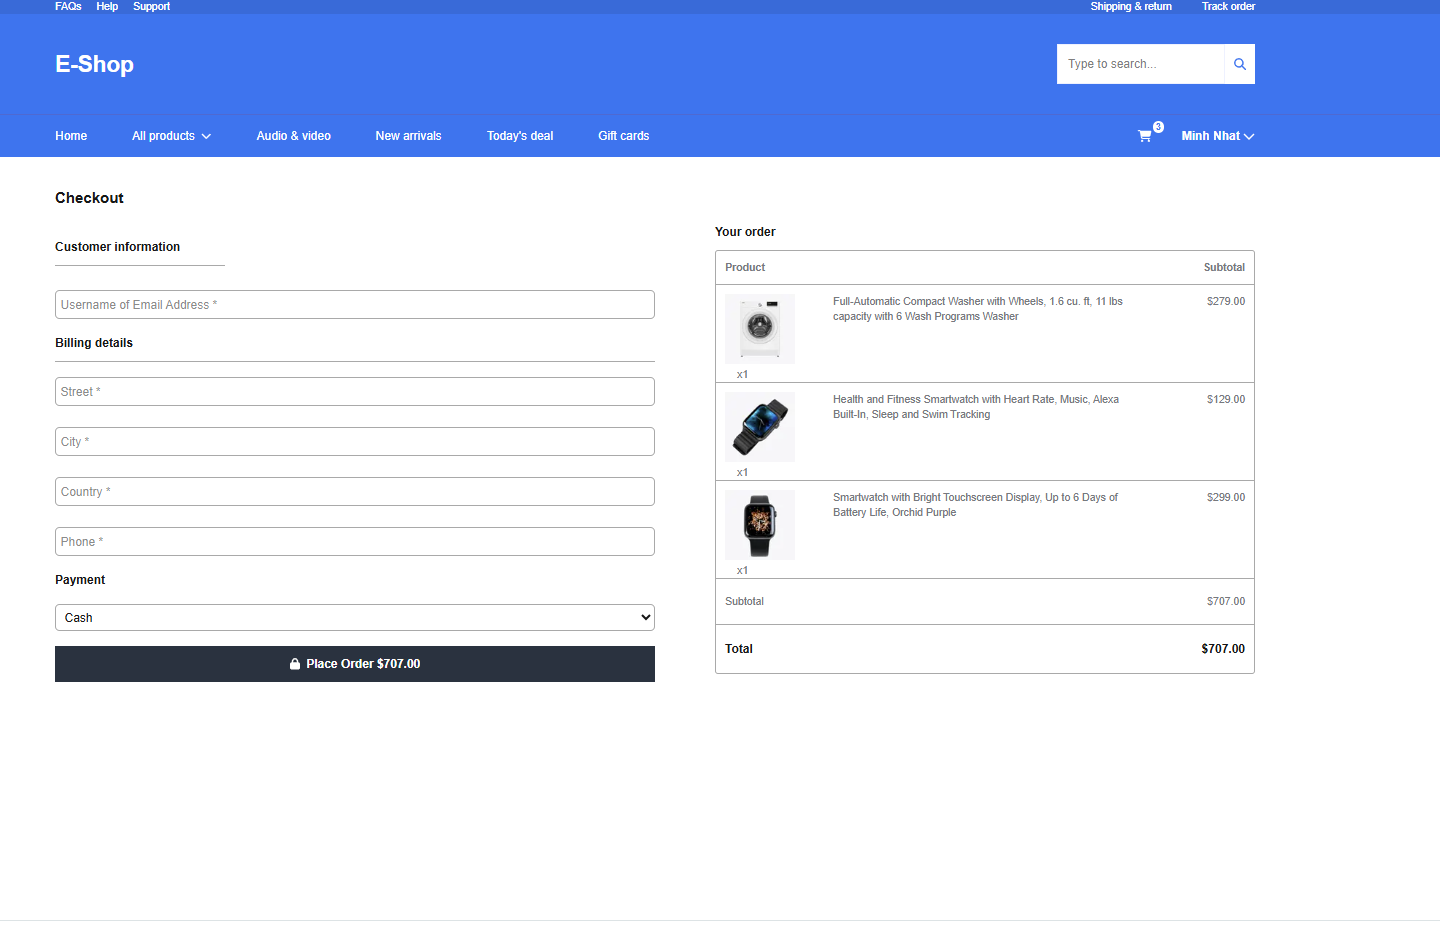 FAQs Help Support Shipping & return Track order
E-Shop
Type to search...
Home All products Audio & video New arrivals Today's deal Gift cards 3 Minh Nhat
Checkout
Customer information
Username of Email Address *
Billing details
Street *
City *
Country *
Phone *
Payment
Cash
Place Order $707.00
Your order
Product Subtotal
Full-Automatic Compact Washer with Wheels, 1.6 cu. ft, 11 lbs $279.00
capacity with 6 Wash Programs Washer
x1
Health and Fitness Smartwatch with Heart Rate, Music, Alexa $129.00
Built-In, Sleep and Swim Tracking
x1
Smartwatch with Bright Touchscreen Display, Up to 6 Days of $299.00
Battery Life, Orchid Purple
x1
Subtotal $707.00
Total $707.00